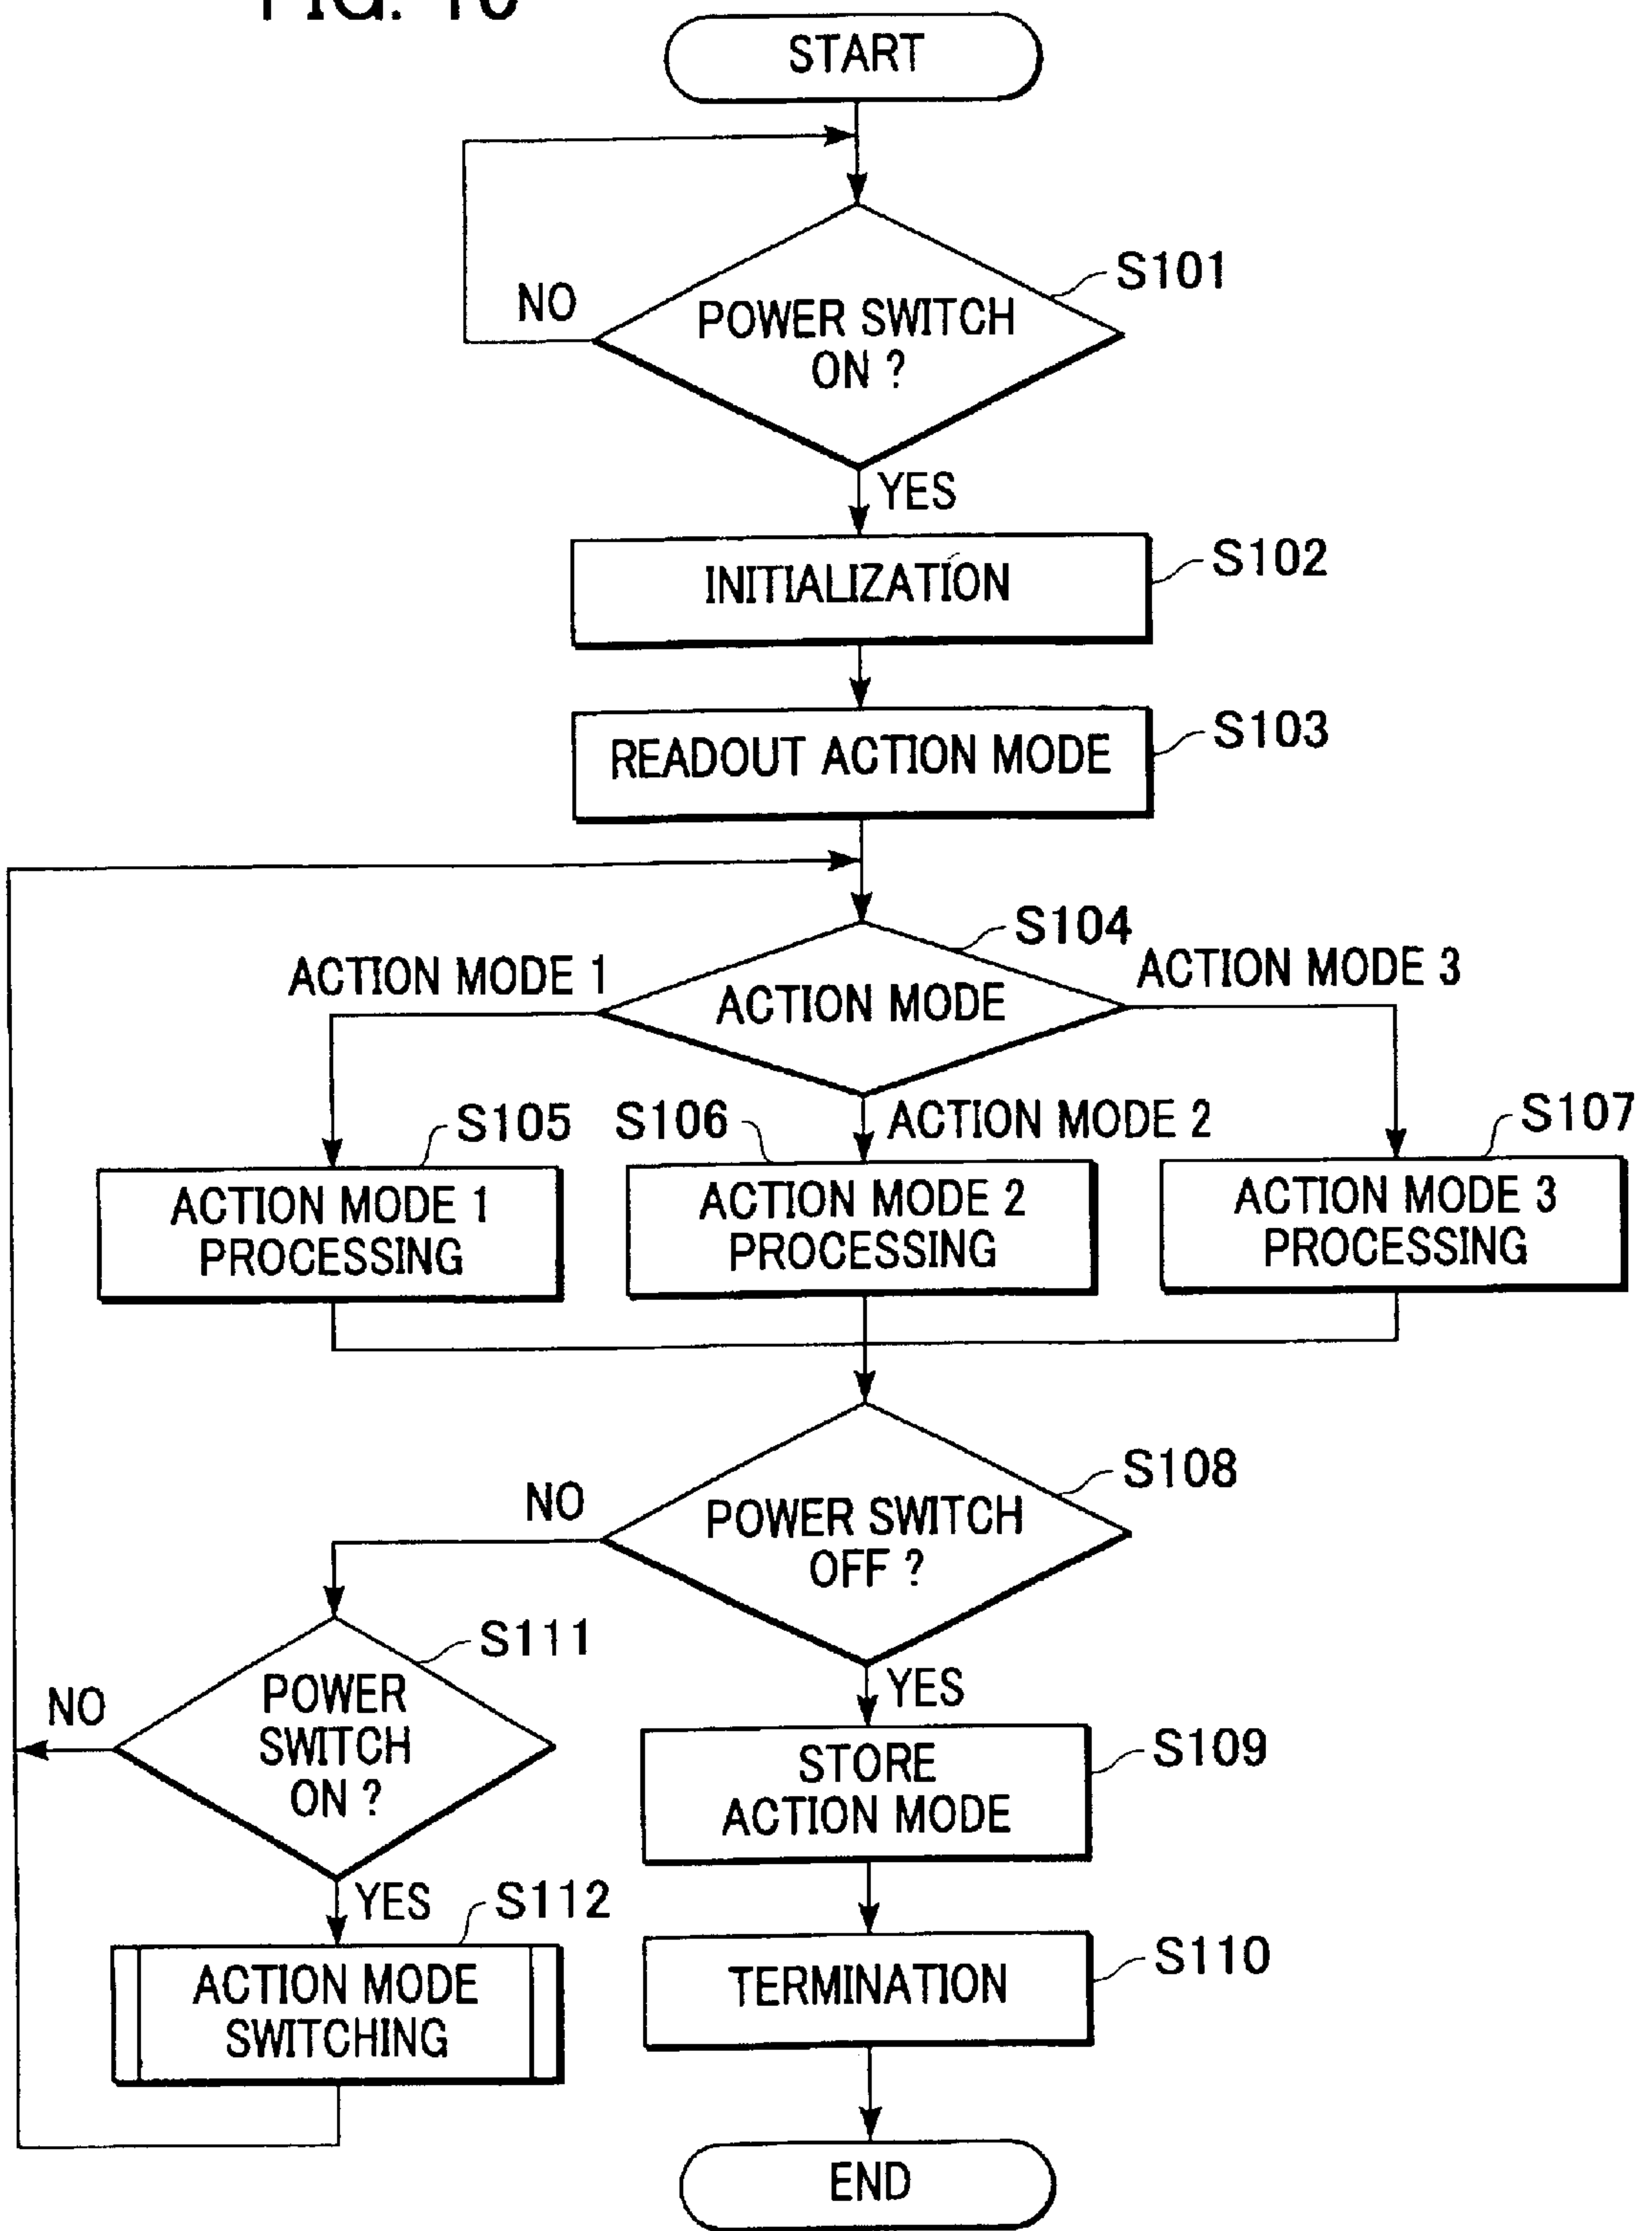 START
S101
NO
POWER SWITCH
ON ?
YES
INITIALIZATION
S102
READOUT ACTION MODE
S103
S104
ACTION MODE 1
ACTION MODE
ACTION MODE 3
S105
S106
ACTION MODE 2
S107
ACTION MODE 1
PROCESSING
ACTION MODE 2
PROCESSING
ACTION MODE 3
PROCESSING
S108
NO
POWER SWITCH
OFF ?
S111
NO
POWER
SWITCH
ON ?
YES
S109
STORE
ACTION MODE
YES
S112
ACTION MODE
SWITCHING
S110
TERMINATION
END